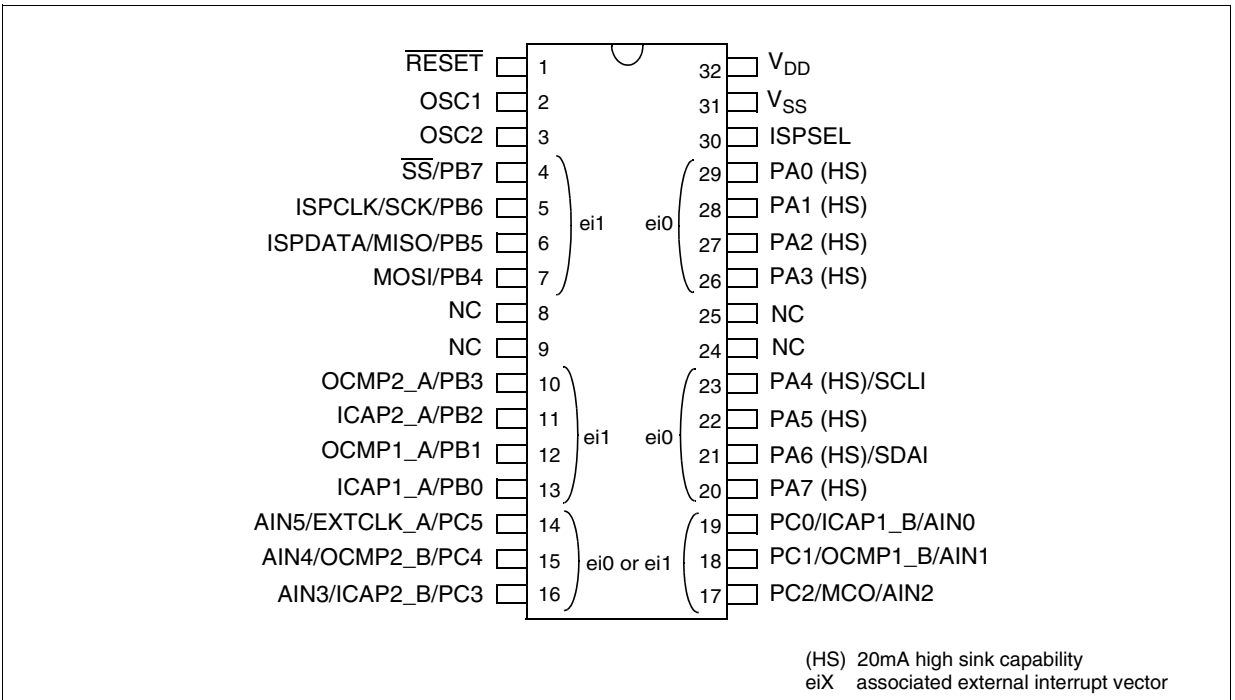 RESET 1 32 VDD
OSC1 2 31 VSS
OSC2 3 30 ISPSEL
SS/PB7 4 29 PA0 (HS)
ISPCLK/SCK/PB6 5 28 PA1 (HS)
ei1 ei0
ISPDATA/MISO/PB5 6 27 PA2 (HS)
MOSI/PB4 7 26 PA3 (HS)
NC 8 25 NC
NC 9 24 NC
OCMP2_A/PB3 10 23 PA4 (HS)/SCLI
ICAP2_A/PB2 11 22 PA5 (HS)
ei1 ei0
OCMP1_A/PB1 12 21 PA6 (HS)/SDAI
ICAP1_A/PB0 13 20 PA7 (HS)
AIN5/EXTCLK_A/PC5 14 19 PC0/ICAP1_B/AIN0
AIN4/OCMP2_B/PC4 15 ei0 or ei1 18 PC1/OCMP1_B/AIN1
AIN3/ICAP2_B/PC3 16 17 PC2/MCO/AIN2
(HS) 20mA high sink capability
eiX associated external interrupt vector